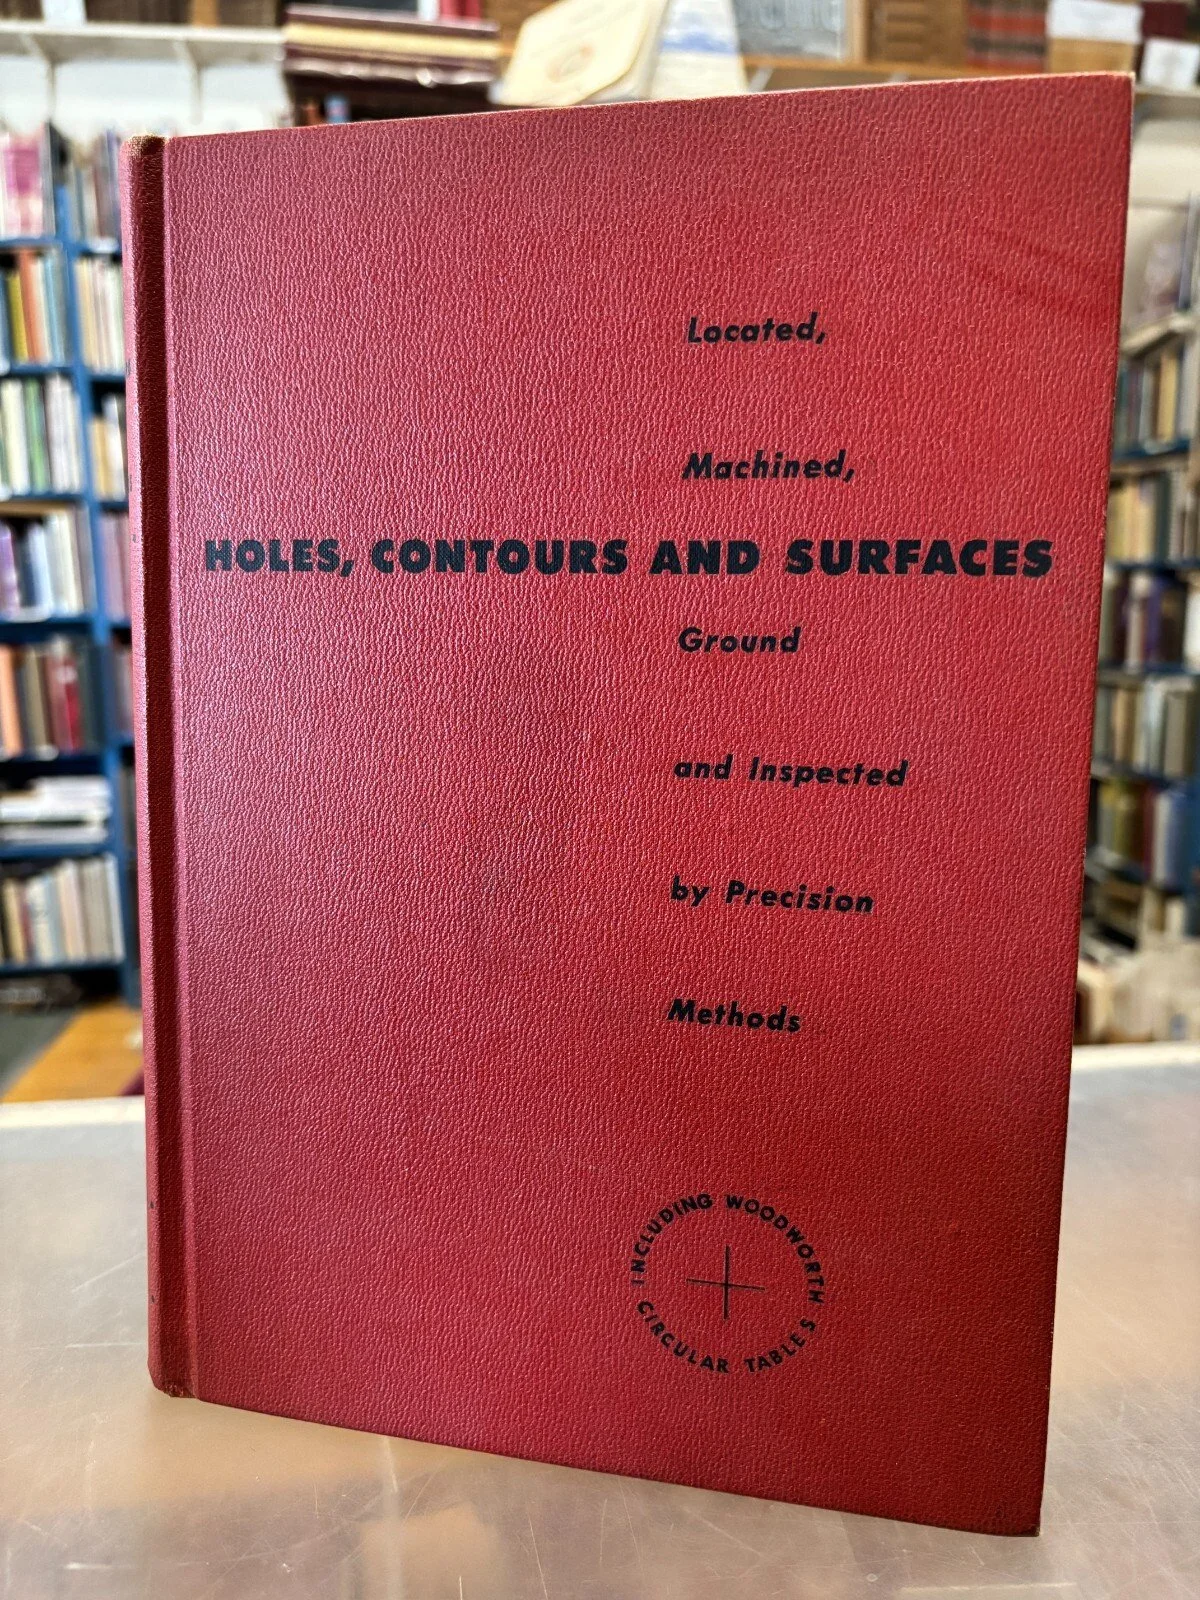 Located,
Machined,
HOLES, CONTOURS AND SURFACES
Ground
and Inspected
by Precision
Methods
INCLUDING WOODWORTH
CIRCULAR TABLES